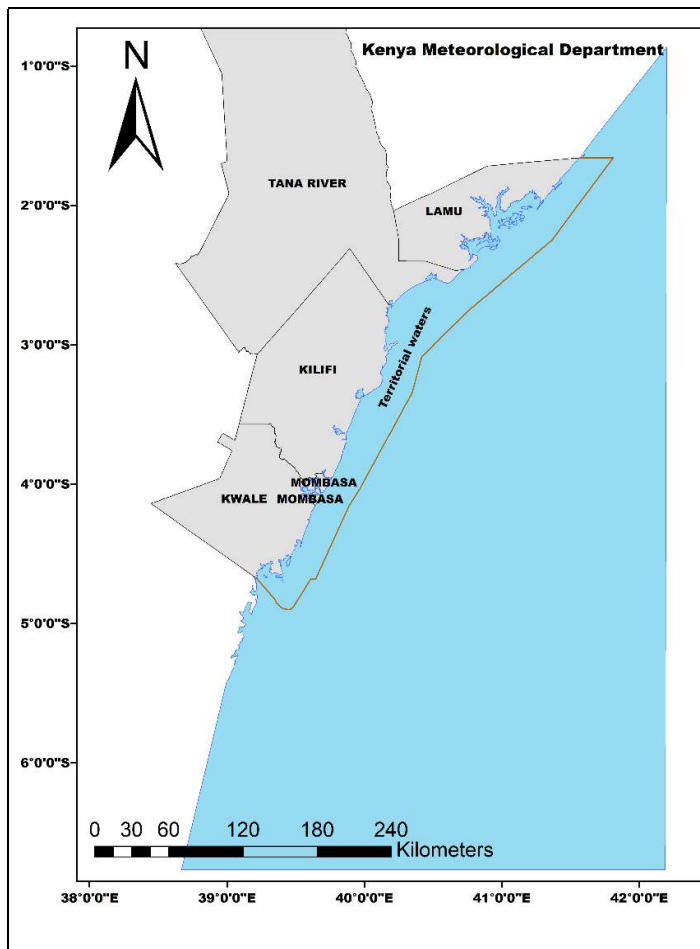 Kenya Meteorological Department
N
1°0'0"S
2°0'0"S
3°0'0"S
4°0'0"S
5°0'0"S
6°0'0"S
TANA RIVER
LAMU
KILIFI
Territorial waters
MOMBASA
KWALE MOMBASA
0 30 60 120 180 240
Kilometers
38°0'0"E 39°0'0"E 40°0'0"E 41°0'0"E 42°0'0"E